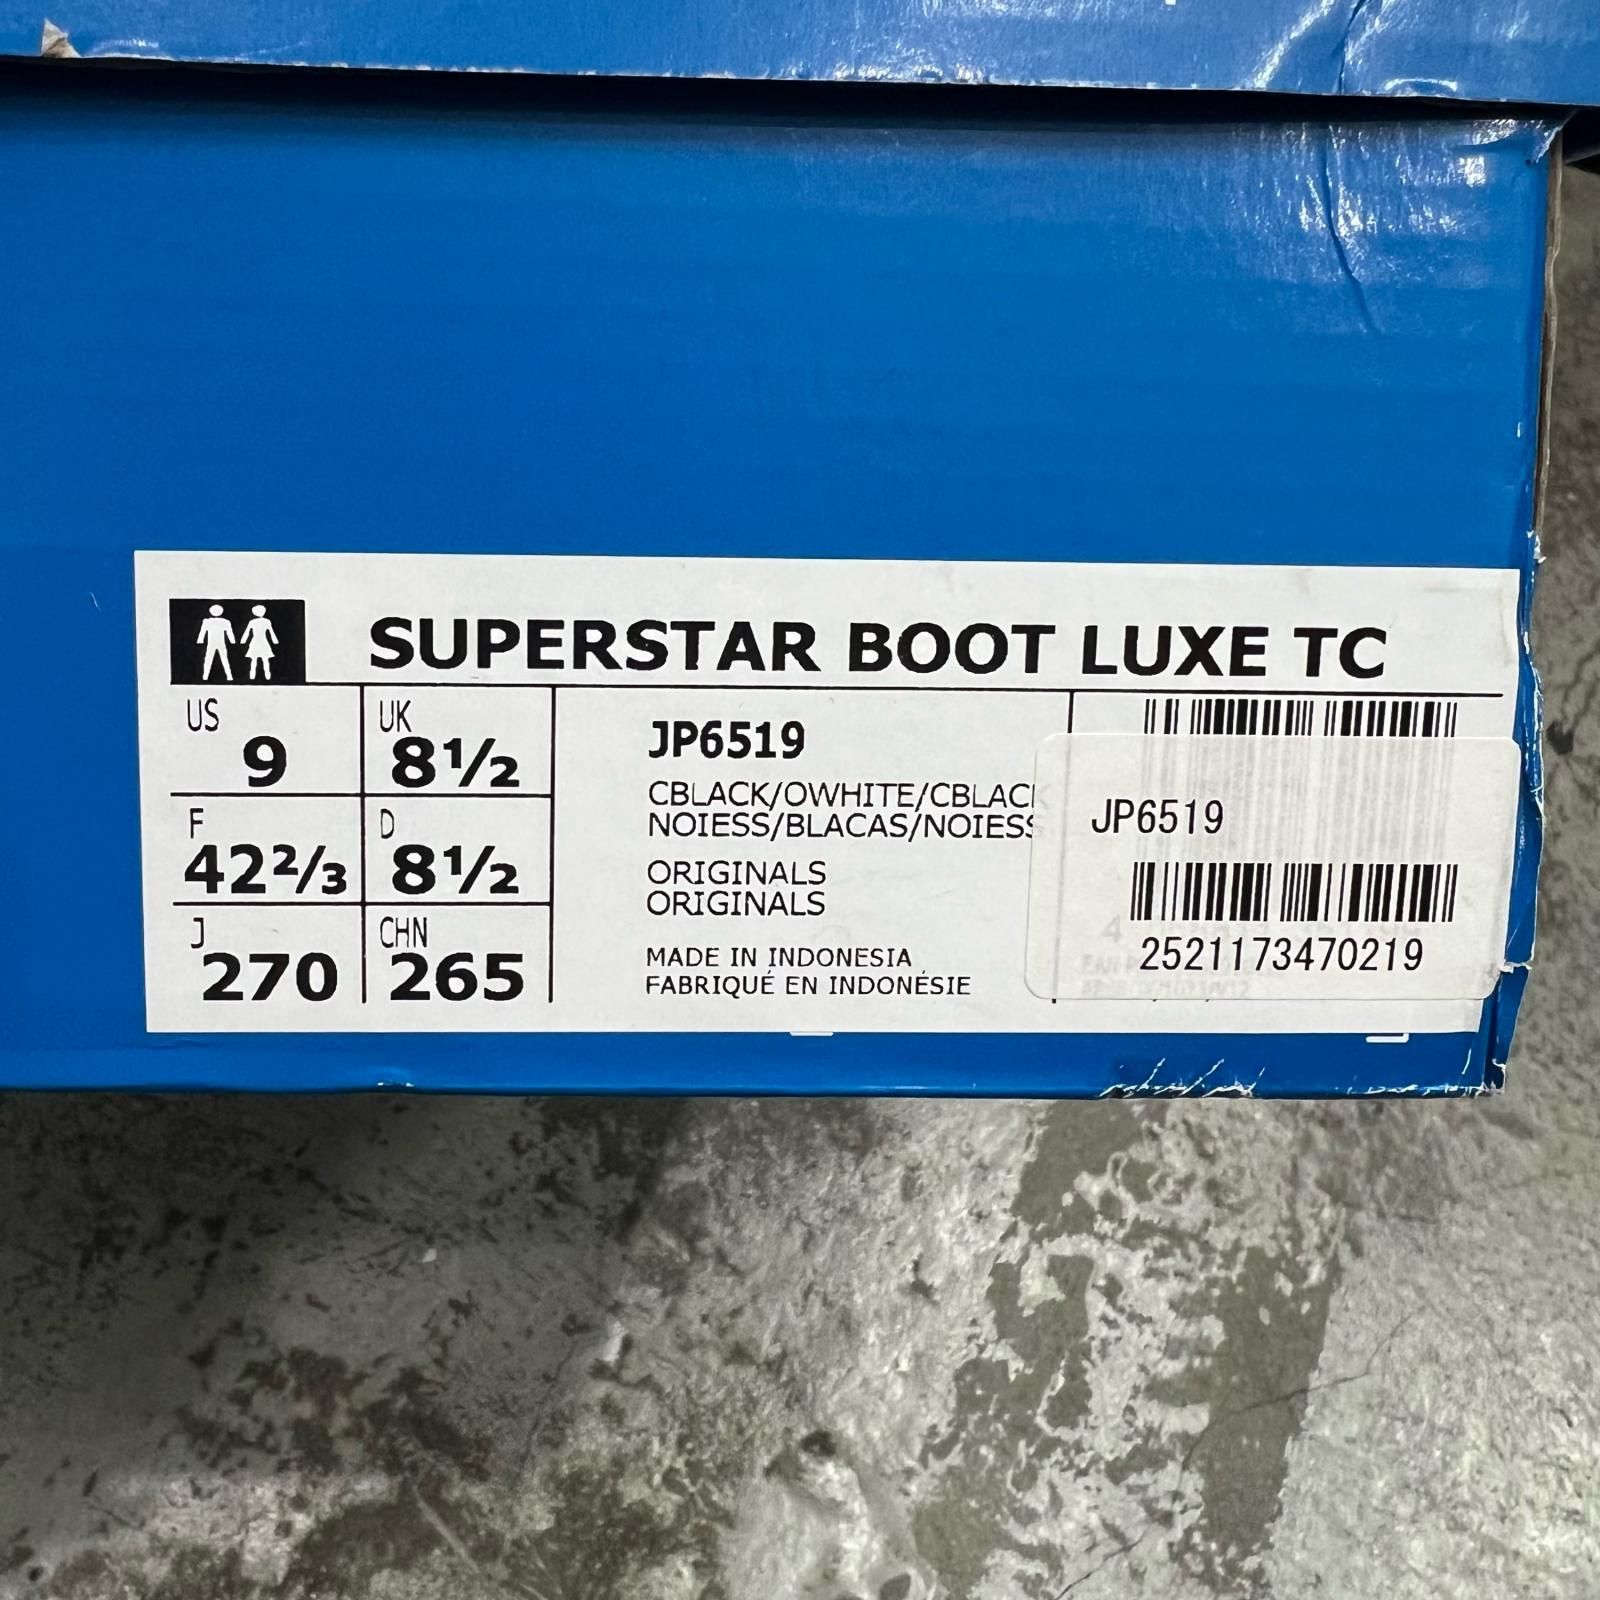 SUPERSTAR BOOT LUXE TC
US 9
UK 8½
F 42⅔
D 8½
J 270
CHN 265
JP6519
CBLACK/OWHITE/CBLACK
NOIESS/BLACAS/NOIESS
ORIGINALS
ORIGINALS
MADE IN INDONESIA
FABRIQUÉ EN INDONÉSIE
JP6519
2521173470219